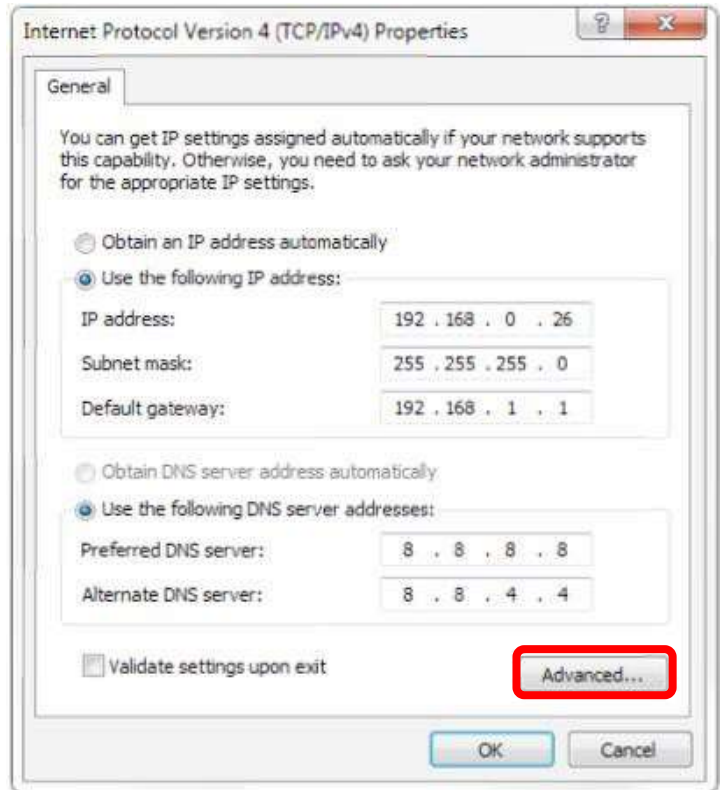 Internet Protocol Version 4 (TCP/IPv4) Properties
General
You can get IP settings assigned automatically if your network supports
this capability. Otherwise, you need to ask your network administrator
for the appropriate IP settings.
Obtain an IP address automatically
Use the following IP address:
IP address: 192 . 168 . 0 . 26
Subnet mask: 255 . 255 . 255 . 0
Default gateway: 192 . 168 . 1 . 1
Obtain DNS server address automatically
Use the following DNS server addresses:
Preferred DNS server: 8 . 8 . 8 . 8
Alternate DNS server: 8 . 8 . 4 . 4
Validate settings upon exit
Advanced...
OK Cancel